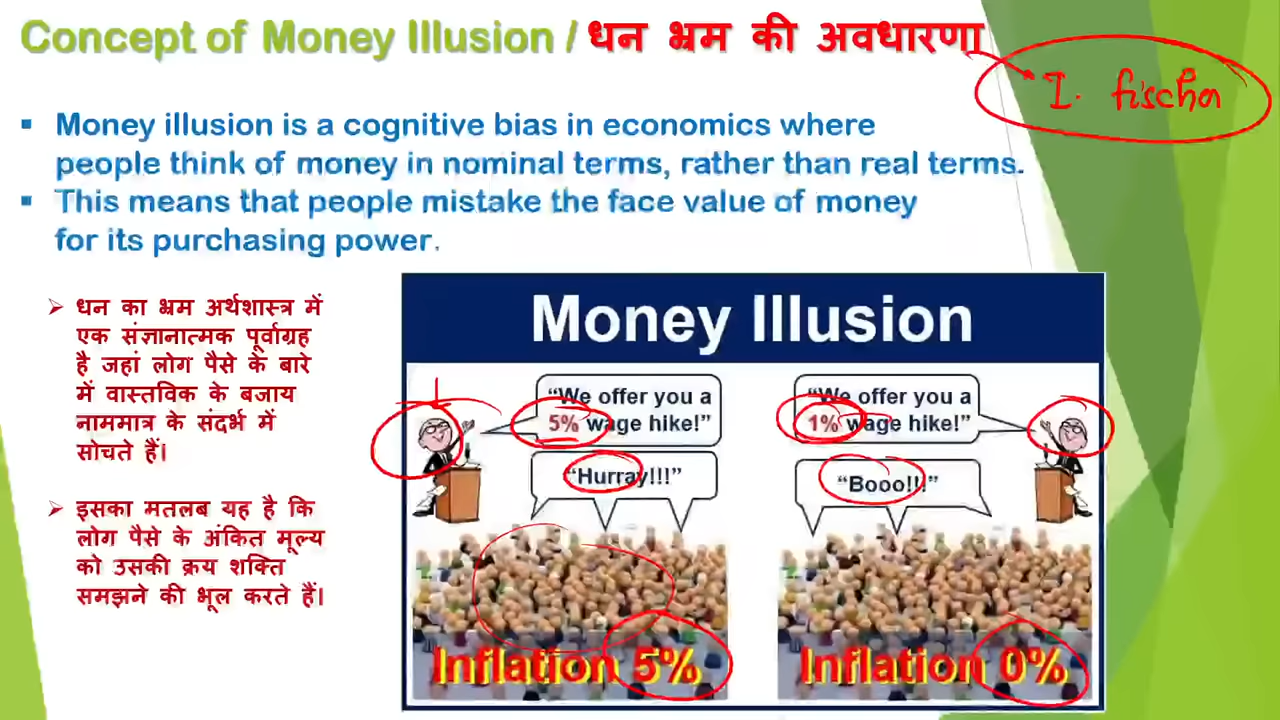 Concept of Money Illusion / धन भ्रम की अवधारणा
I. fischer
▪ Money illusion is a cognitive bias in economics where
people think of money in nominal terms, rather than real terms.
▪ This means that people mistake the face value of money
for its purchasing power.
➢ धन का भ्रम अर्थशास्त्र में
एक संज्ञानात्मक पूर्वाग्रह
है जहां लोग पैसे के बारे
में वास्तविक के बजाय
नाममात्र के संदर्भ में
सोचते हैं।
➢ इसका मतलब यह है कि
लोग पैसे के अंकित मूल्य
को उसकी क्रय शक्ति
समझने की भूल करते हैं।
Money Illusion
“We offer you a
5% wage hike!”
“Hurray!!!”
Inflation 5%
“We offer you a
1% wage hike!”
“Booo!!!”
Inflation 0%